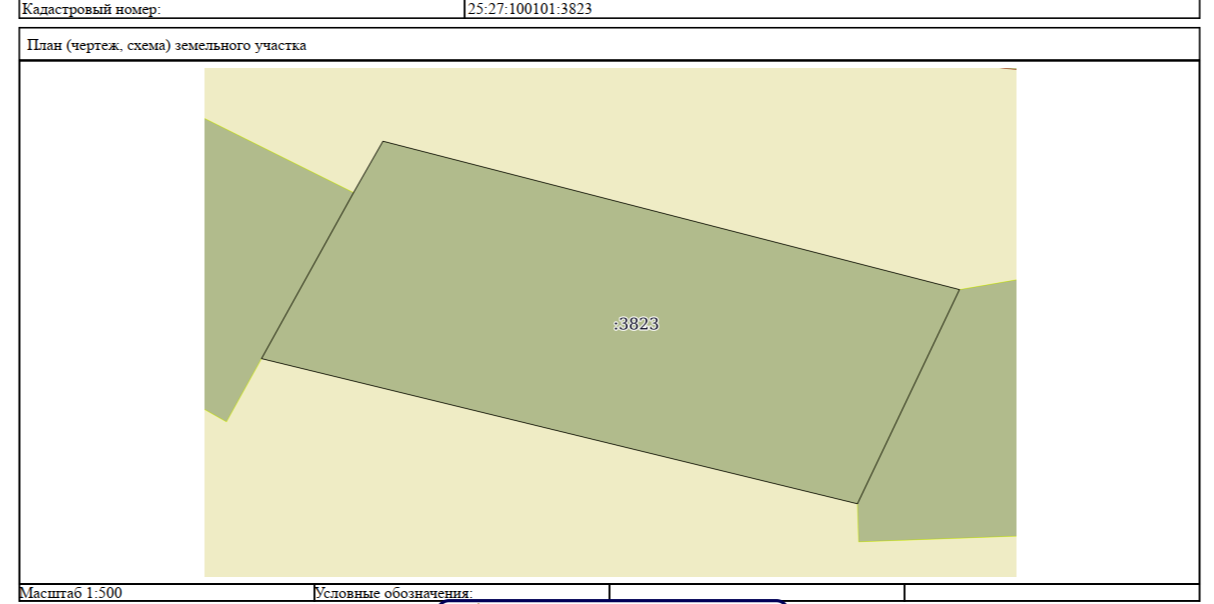 Кадастровый номер: 25:27:100101:3823
План (чертеж, схема) земельного участка
:3823
Масштаб 1:500 Условные обозначения: